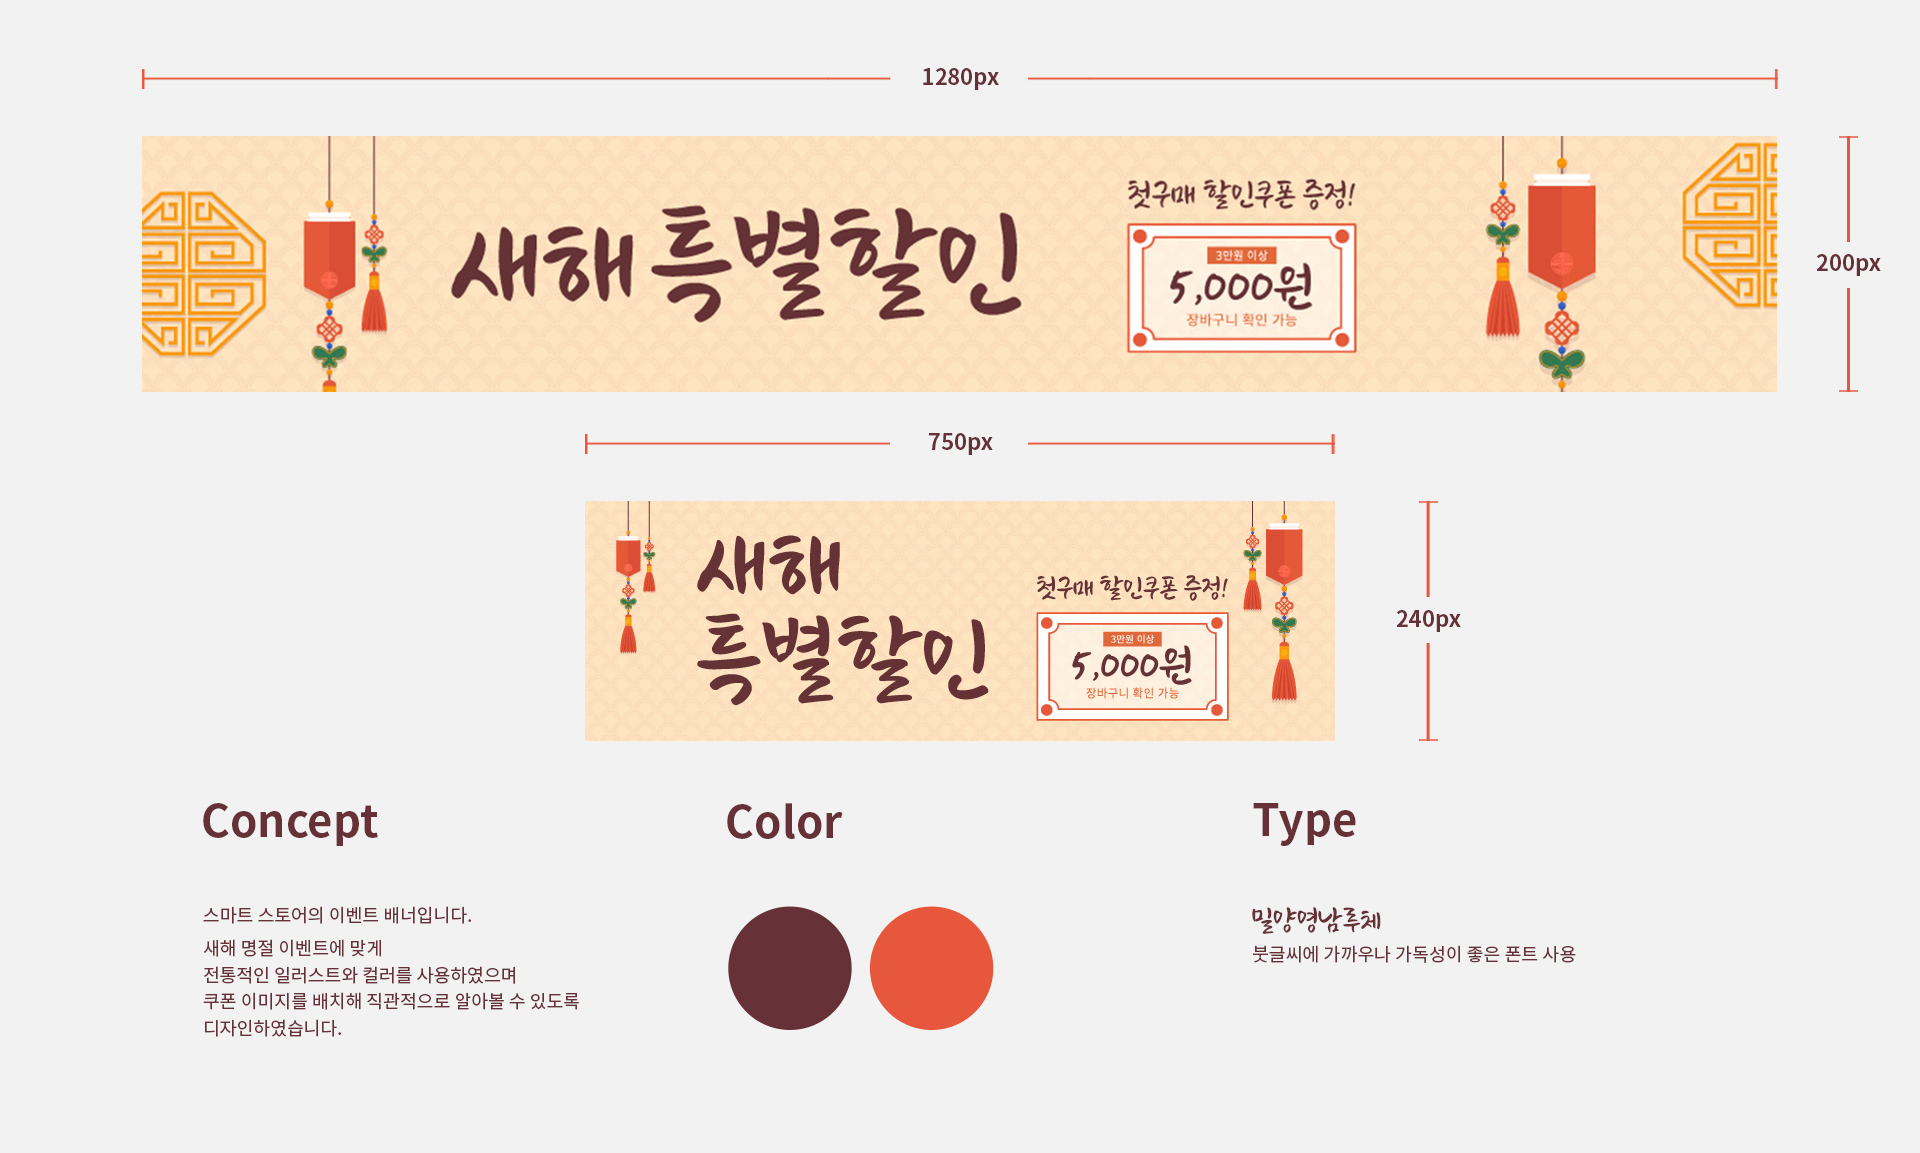 1280px
새해 특별할인
첫구매 할인쿠폰 증정!
3만원 이상
5,000원
장바구니 확인 가능
200px
750px
새해
특별할인
첫구매 할인쿠폰 증정!
3만원 이상
5,000원
장바구니 확인 가능
240px
Concept
스마트 스토어의 이벤트 배너입니다.
새해 명절 이벤트에 맞게
전통적인 일러스트와 컬러를 사용하였으며
쿠폰 이미지를 배치해 직관적으로 알아볼 수 있도록
디자인하였습니다.
Color
Type
밀양영남루체
붓글씨에 가까우나 가독성이 좋은 폰트 사용